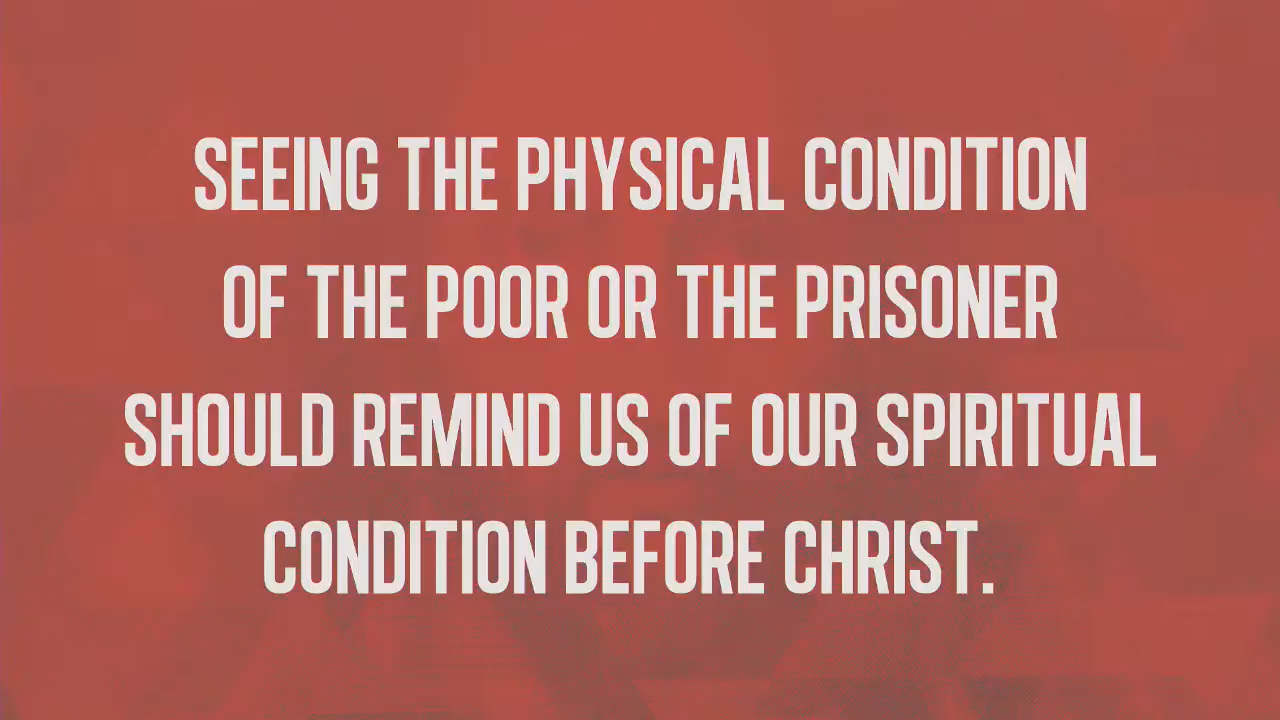 SEEING THE PHYSICAL CONDITION
OF THE POOR OR THE PRISONER
SHOULD REMIND US OF OUR SPIRITUAL
CONDITION BEFORE CHRIST.